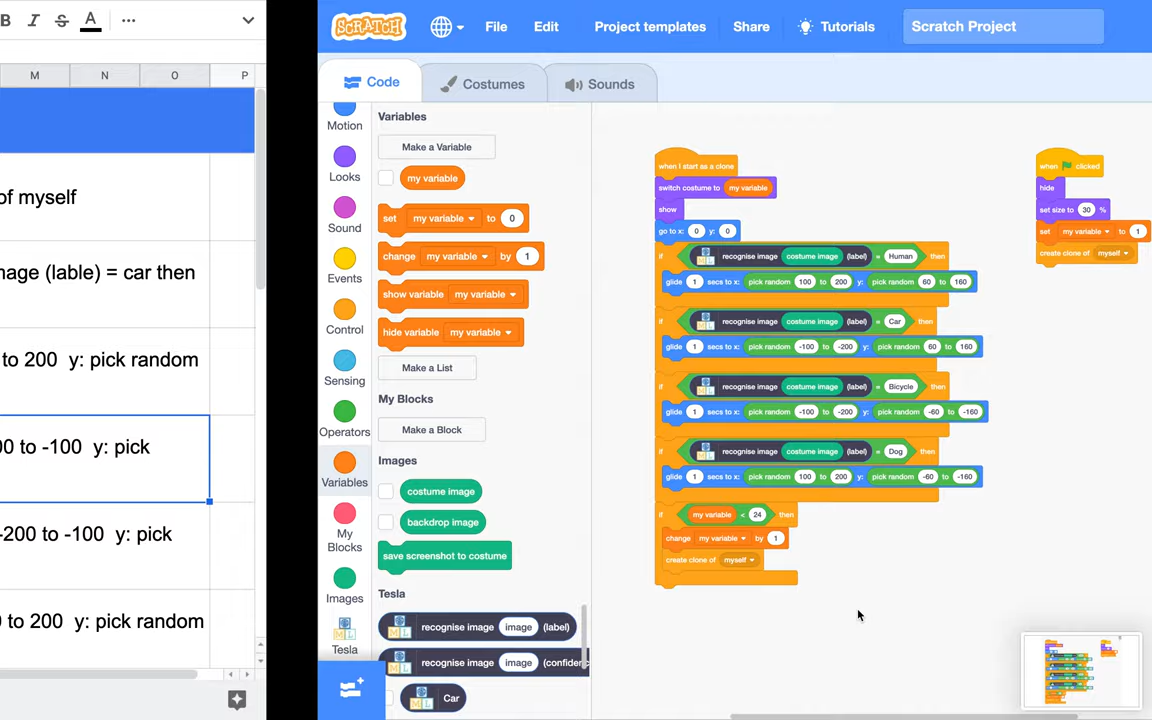 B I S A ...
M N O P
of myself
mage (lable) = car then
to 200 y: pick random
00 to -100 y: pick
-200 to -100 y: pick
0 to 200 y: pick random
SCRATCH File Edit Project templates Share Tutorials Scratch Project
Code Costumes Sounds
Motion
Looks
Sound
Events
Control
Sensing
Operators
Variables
My
Blocks
Images
Tesla
Variables
Make a Variable
my variable
set my variable to 0
change my variable by 1
show variable my variable
hide variable my variable
Make a List
My Blocks
Make a Block
Images
costume image
backdrop image
save screenshot to costume
Tesla
recognise image image (label)
recognise image image (confiden
Car
when I start as a clone
switch costume to my variable
show
go to x: 0 y: 0
if recognise image costume image (label) = Human then
glide 1 secs to x: pick random 100 to 200 y: pick random 60 to 160
if recognise image costume image (label) = Car then
glide 1 secs to x: pick random -100 to -200 y: pick random 60 to 160
if recognise image costume image (label) = Bicycle then
glide 1 secs to x: pick random -100 to -200 y: pick random -60 to -160
if recognise image costume image (label) = Dog then
glide 1 secs to x: pick random 100 to 200 y: pick random -60 to -160
if my variable < 24 then
change my variable by 1
create clone of myself
when clicked
hide
set size to 30 %
set my variable to 1
create clone of myself